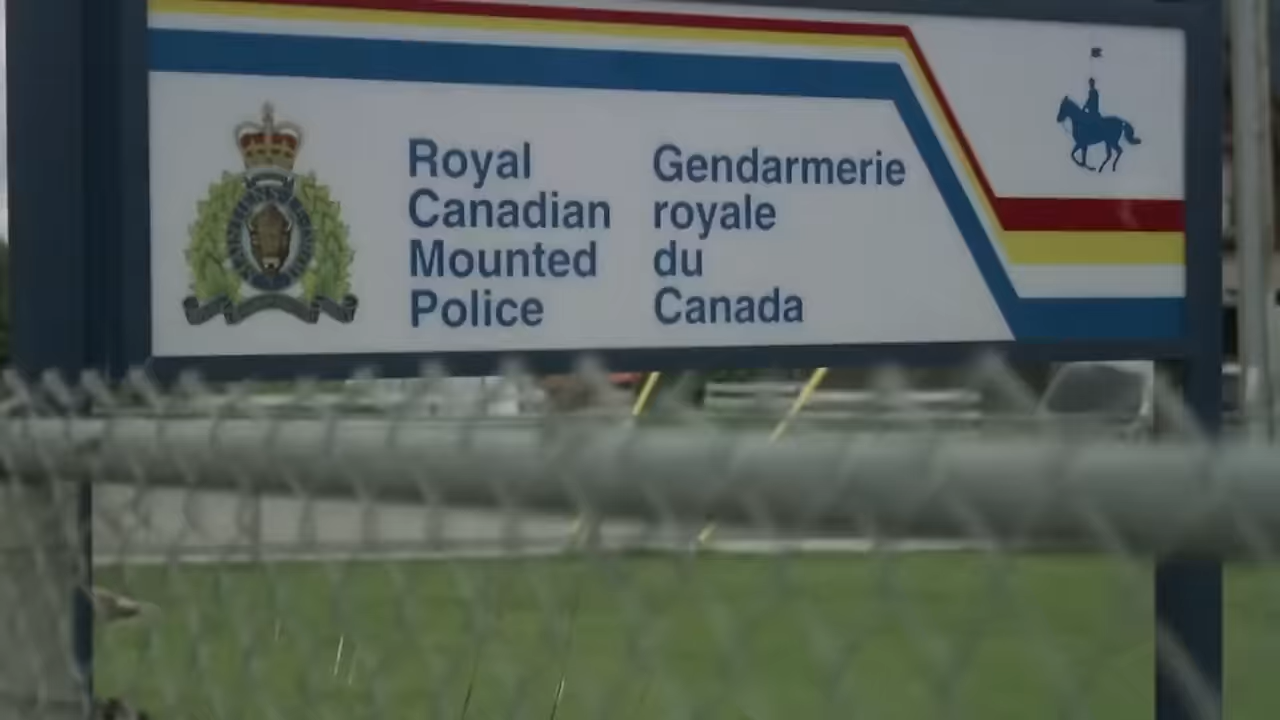 Royal
Canadian
Mounted
Police
Gendarmerie
royale
du
Canada